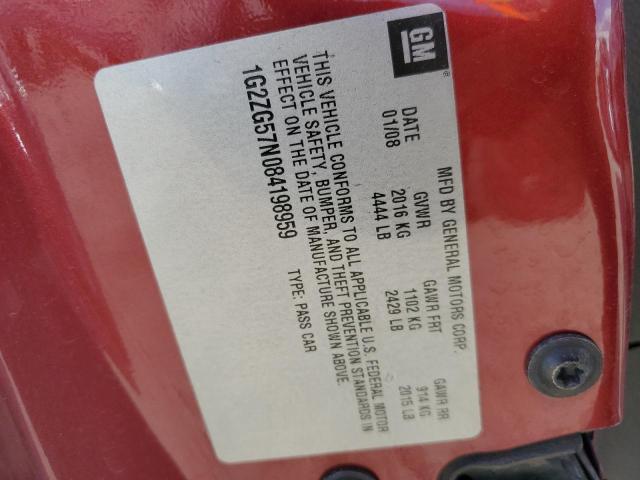 GM
®
MFD BY GENERAL MOTORS CORP.
DATE GVWR GAWR FRT GAWR RR
01/08 2016 KG 1102 KG 914 KG
4444 LB 2429 LB 2015 LB
THIS VEHICLE CONFORMS TO ALL APPLICABLE U.S. FEDERAL MOTOR
VEHICLE SAFETY, BUMPER, AND THEFT PREVENTION STANDARDS IN
EFFECT ON THE DATE OF MANUFACTURE SHOWN ABOVE.
1G2ZG57N084198959 TYPE: PASS CAR